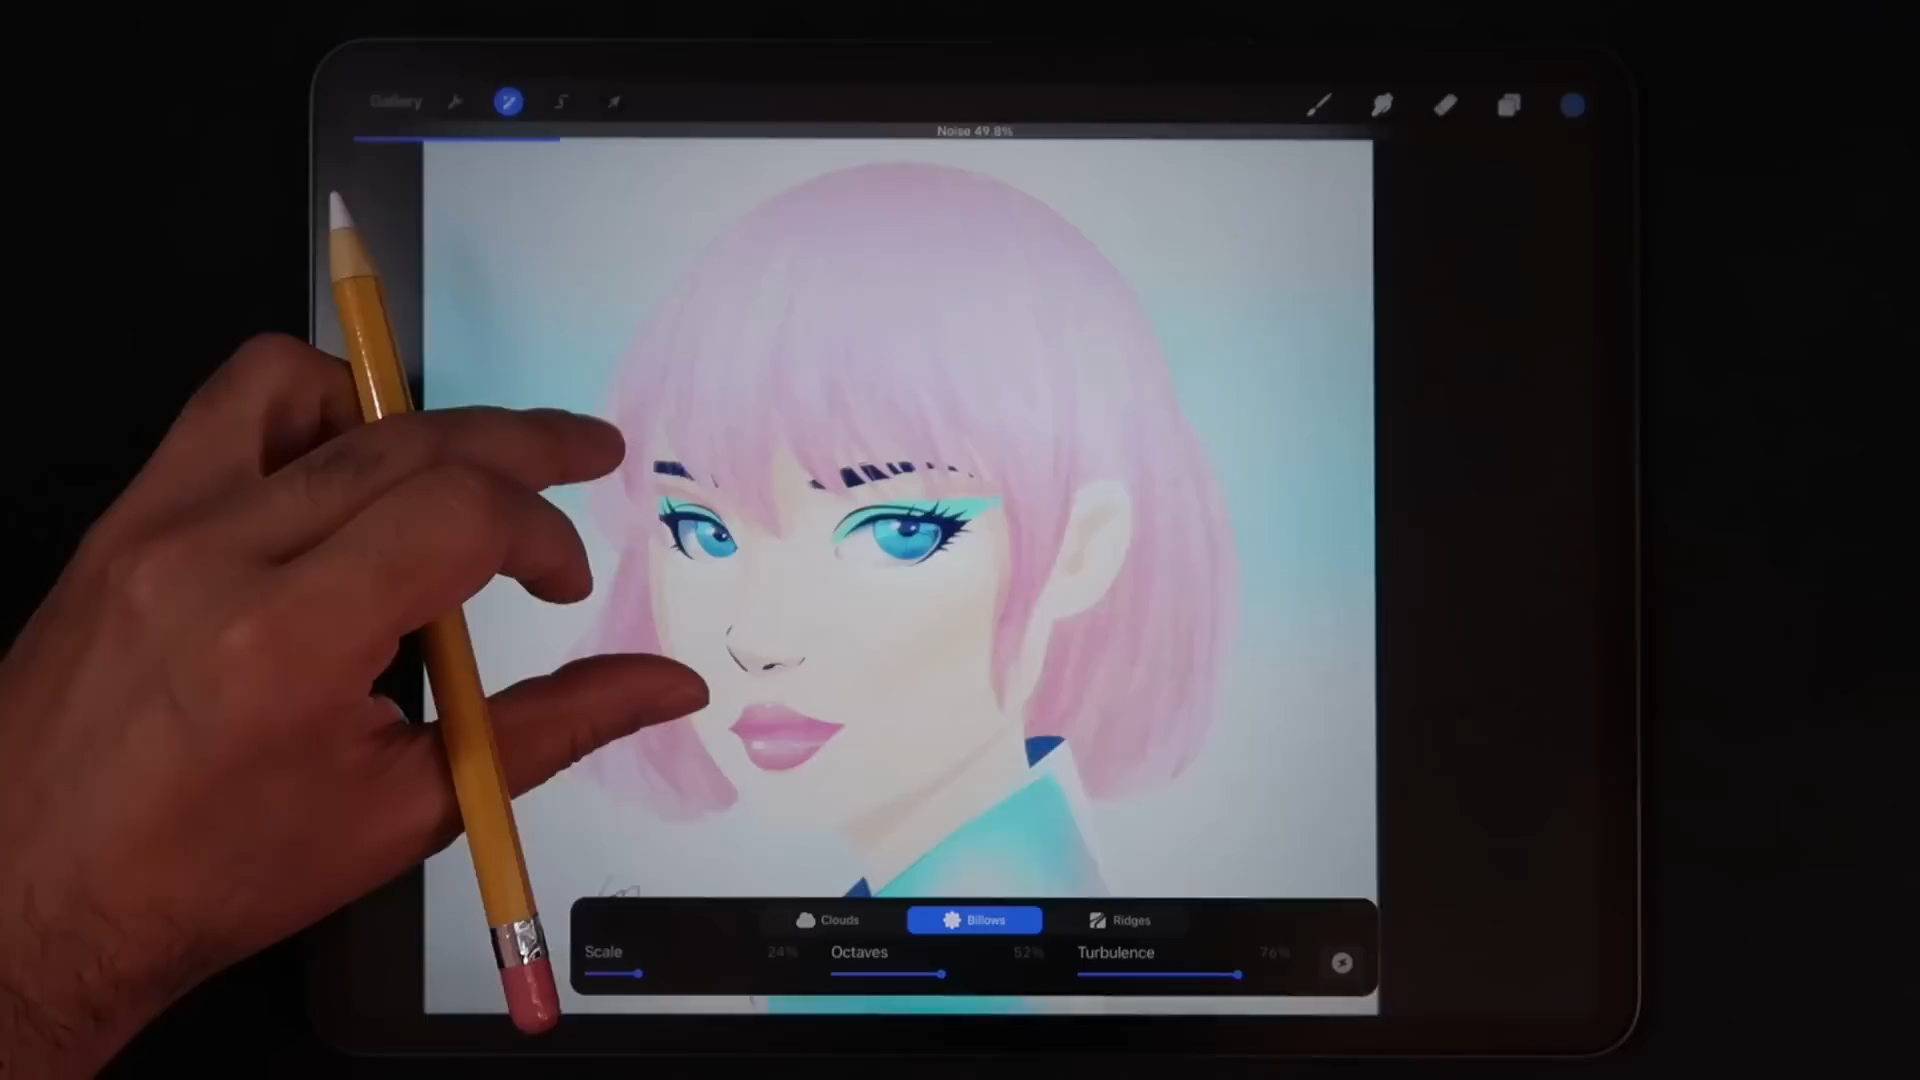 Gallery
Noise 49.8%
Clouds
Billows
Ridges
Scale 24%
Octaves 52%
Turbulence 76%